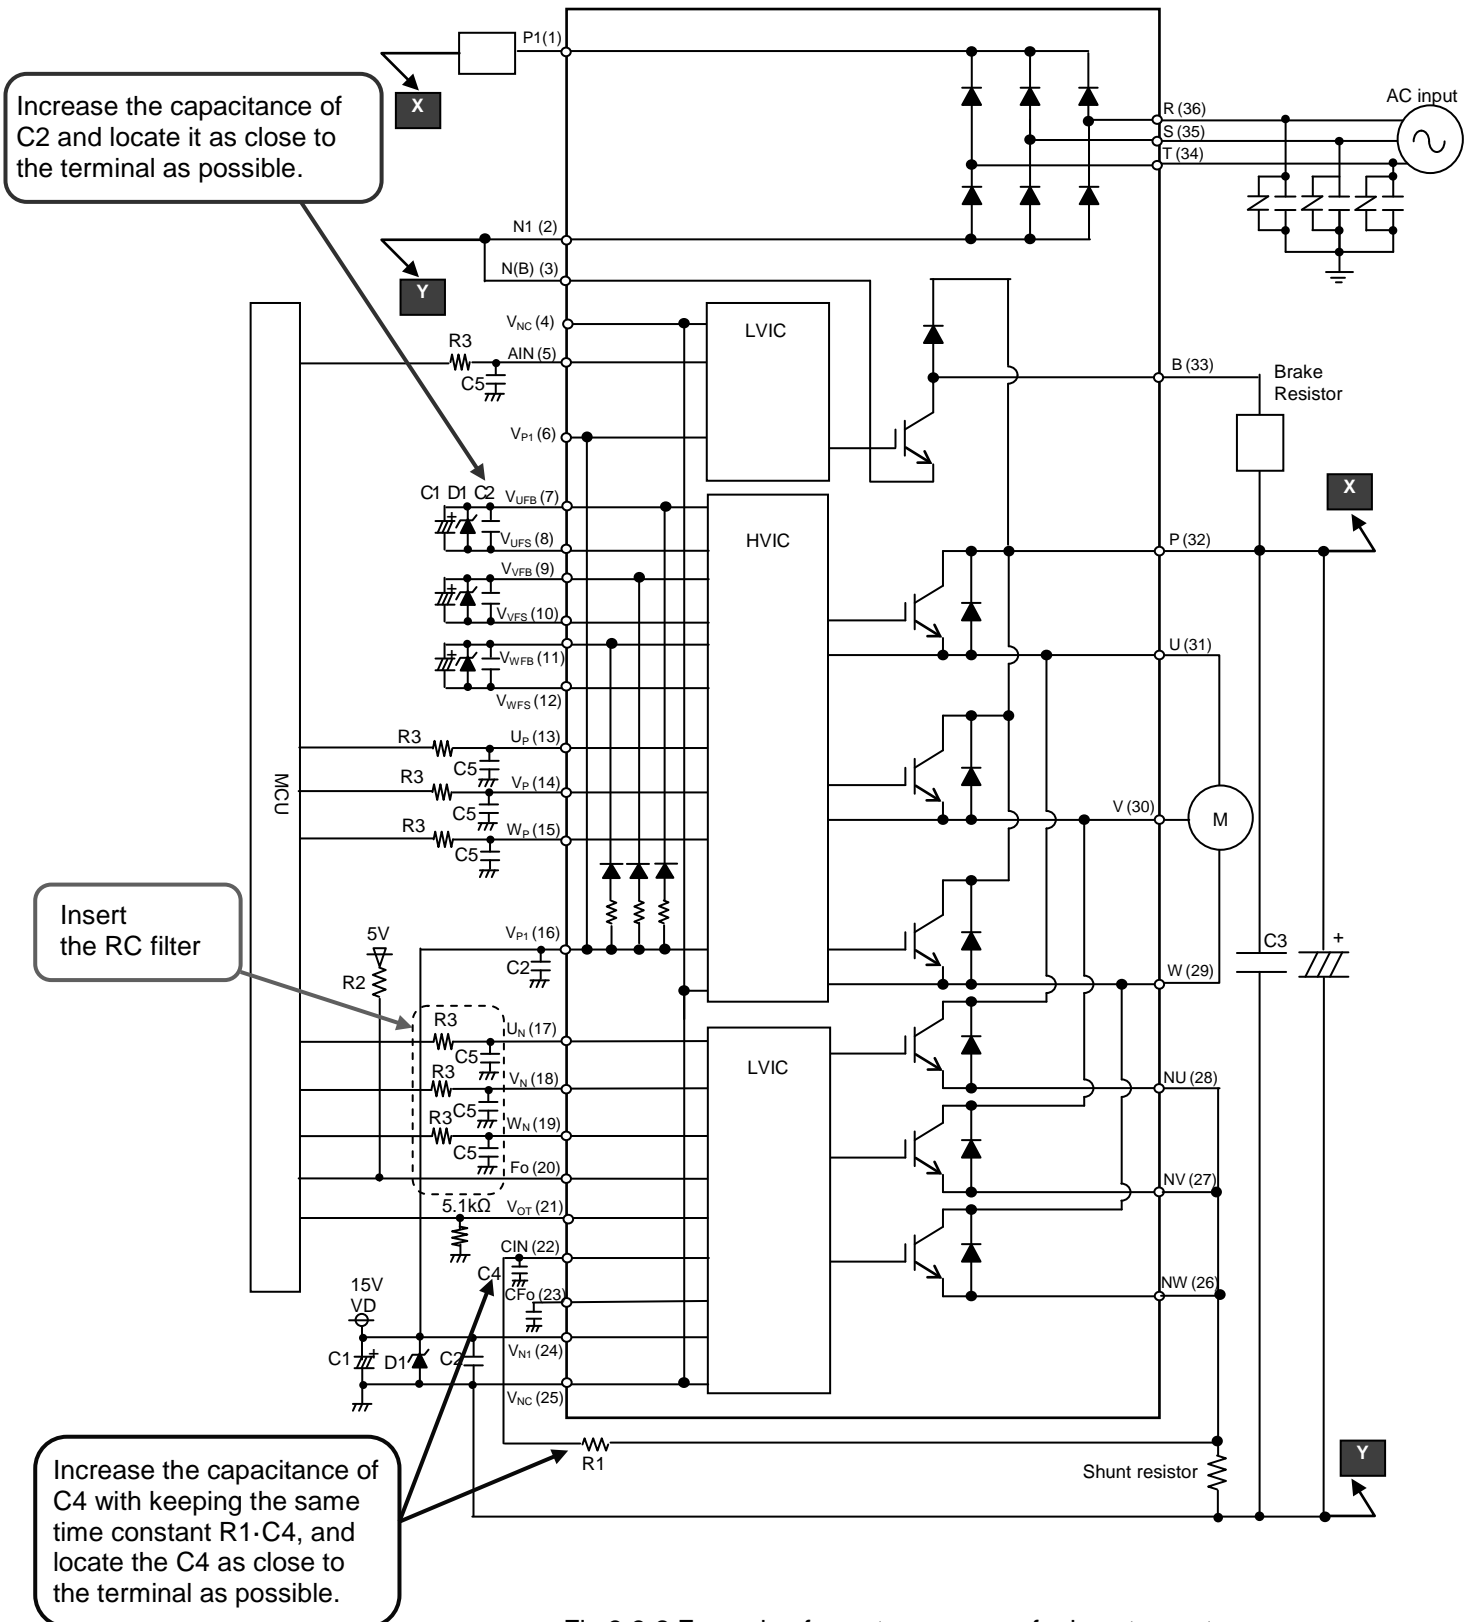 P1(1)
X
Increase the capacitance of
C2 and locate it as close to
the terminal as possible.
AC input
R (36)
S (35)
T (34)
N1 (2)
N(B) (3)
Y
VNC (4)
LVIC
R3
AIN (5)
C5
B (33)
Brake
Resistor
VP1 (6)
X
C1 D1 C2
VUFB (7)
VUFS (8)
HVIC
P (32)
VVFB (9)
VVFS (10)
U (31)
VWFB (11)
VWFS (12)
R3
UP (13)
C5
R3
VP (14)
C5
R3
WP (15)
C5
MCU
V (30)
M
Insert
the RC filter
5V
R2
VP1 (16)
C2
C3
+
W (29)
R3
UN (17)
C5
R3
VN (18)
C5
R3
WN (19)
C5
LVIC
NU (28)
Fo (20)
NV (27)
5.1kΩ
VOT (21)
CIN (22)
C4
CFo (23)
NW (26)
15V
VD
C1
+
D1
C2
VN1 (24)
VNC (25)
R1
Shunt resistor
Y
Increase the capacitance of
C4 with keeping the same
time constant R1·C4, and
locate the C4 as close to
the terminal as possible.